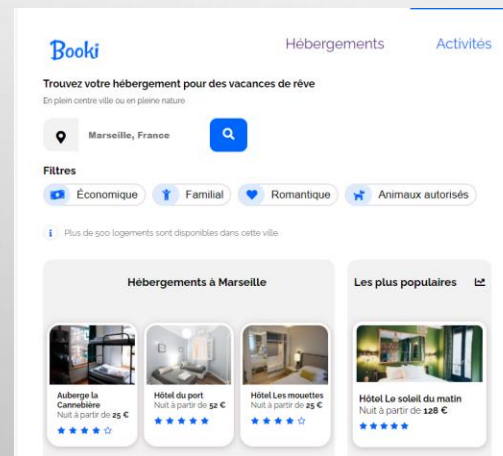 Booki
Hébergements
Activités
Trouvez votre hébergement pour des vacances de rêve
En plein centre ville ou en pleine nature
Marseille, France
Filtres
Économique
Familial
Romantique
Animaux autorisés
Plus de 500 logements sont disponibles dans cette ville
Hébergements à Marseille
Auberge la
Cannebière
Nuit à partir de 25 €
Hôtel du port
Nuit à partir de 52 €
Hôtel Les mouettes
Nuit à partir de 25 €
Les plus populaires
Hôtel Le soleil du matin
Nuit à partir de 128 €